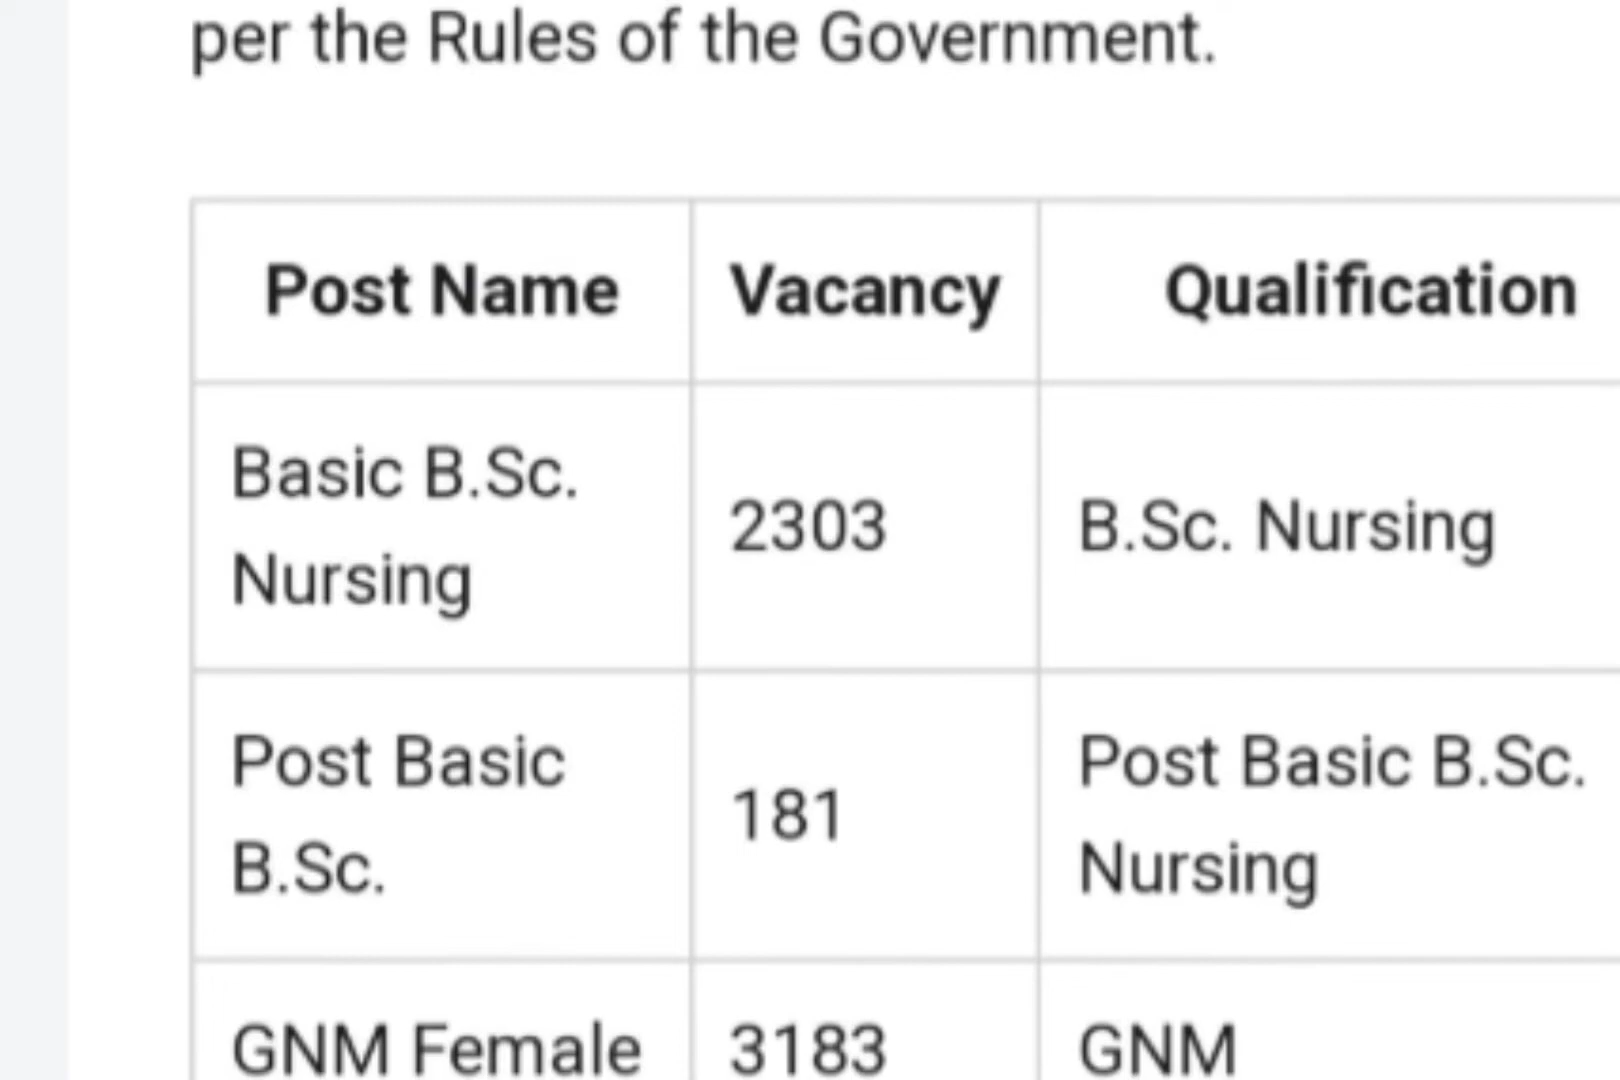 per the Rules of the Government.
Post Name Vacancy Qualification
Basic B.Sc.
Nursing
2303
B.Sc. Nursing
Post Basic
B.Sc.
181
Post Basic B.Sc.
Nursing
GNM Female 3183 GNM